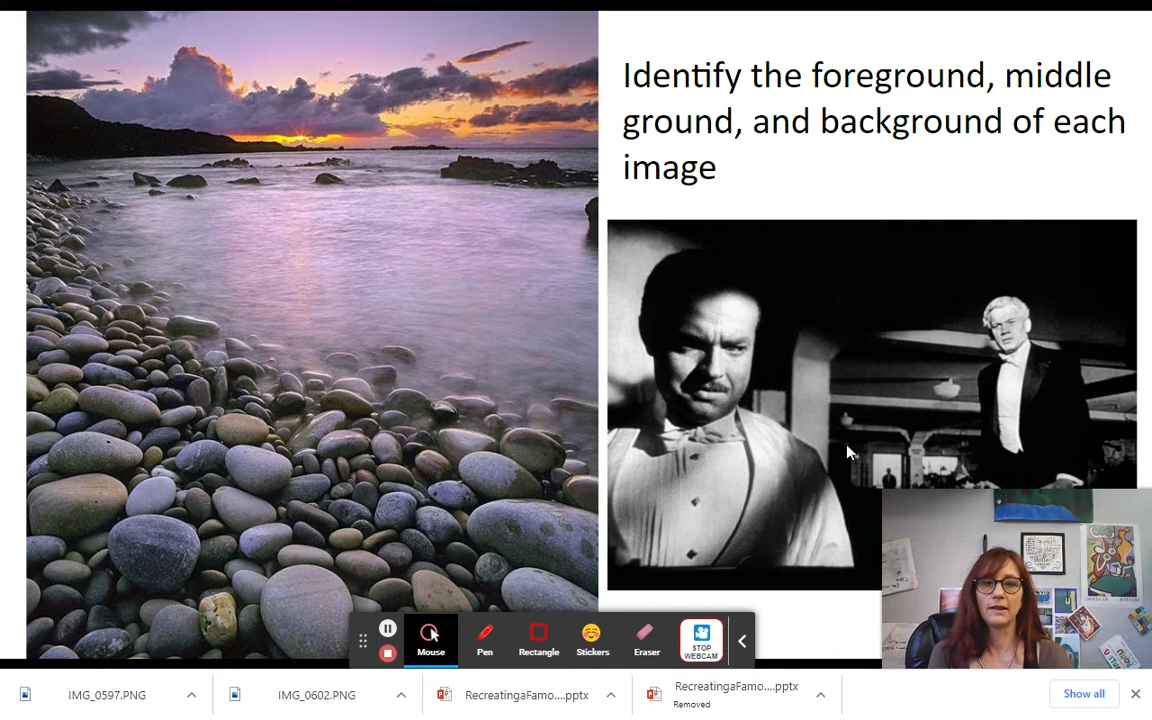 Identify the foreground, middle
ground, and background of each
image
Mouse
Pen
Rectangle
Stickers
Eraser
STOP
WEBCAM
IMG_0597.PNG
IMG_0602.PNG
RecreatingaFamo....pptx
RecreatingaFamo....pptx
Removed
Show all